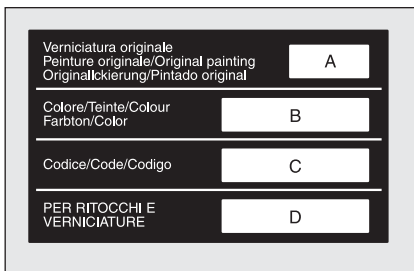 Verniciatura originale
Peinture originale/Original painting
Originallckierung/Pintado original
A
Colore/Teinte/Colour
Farbton/Color
B
Codice/Code/Codigo
C
PER RITOCCHI E
VERNICIATURE
D